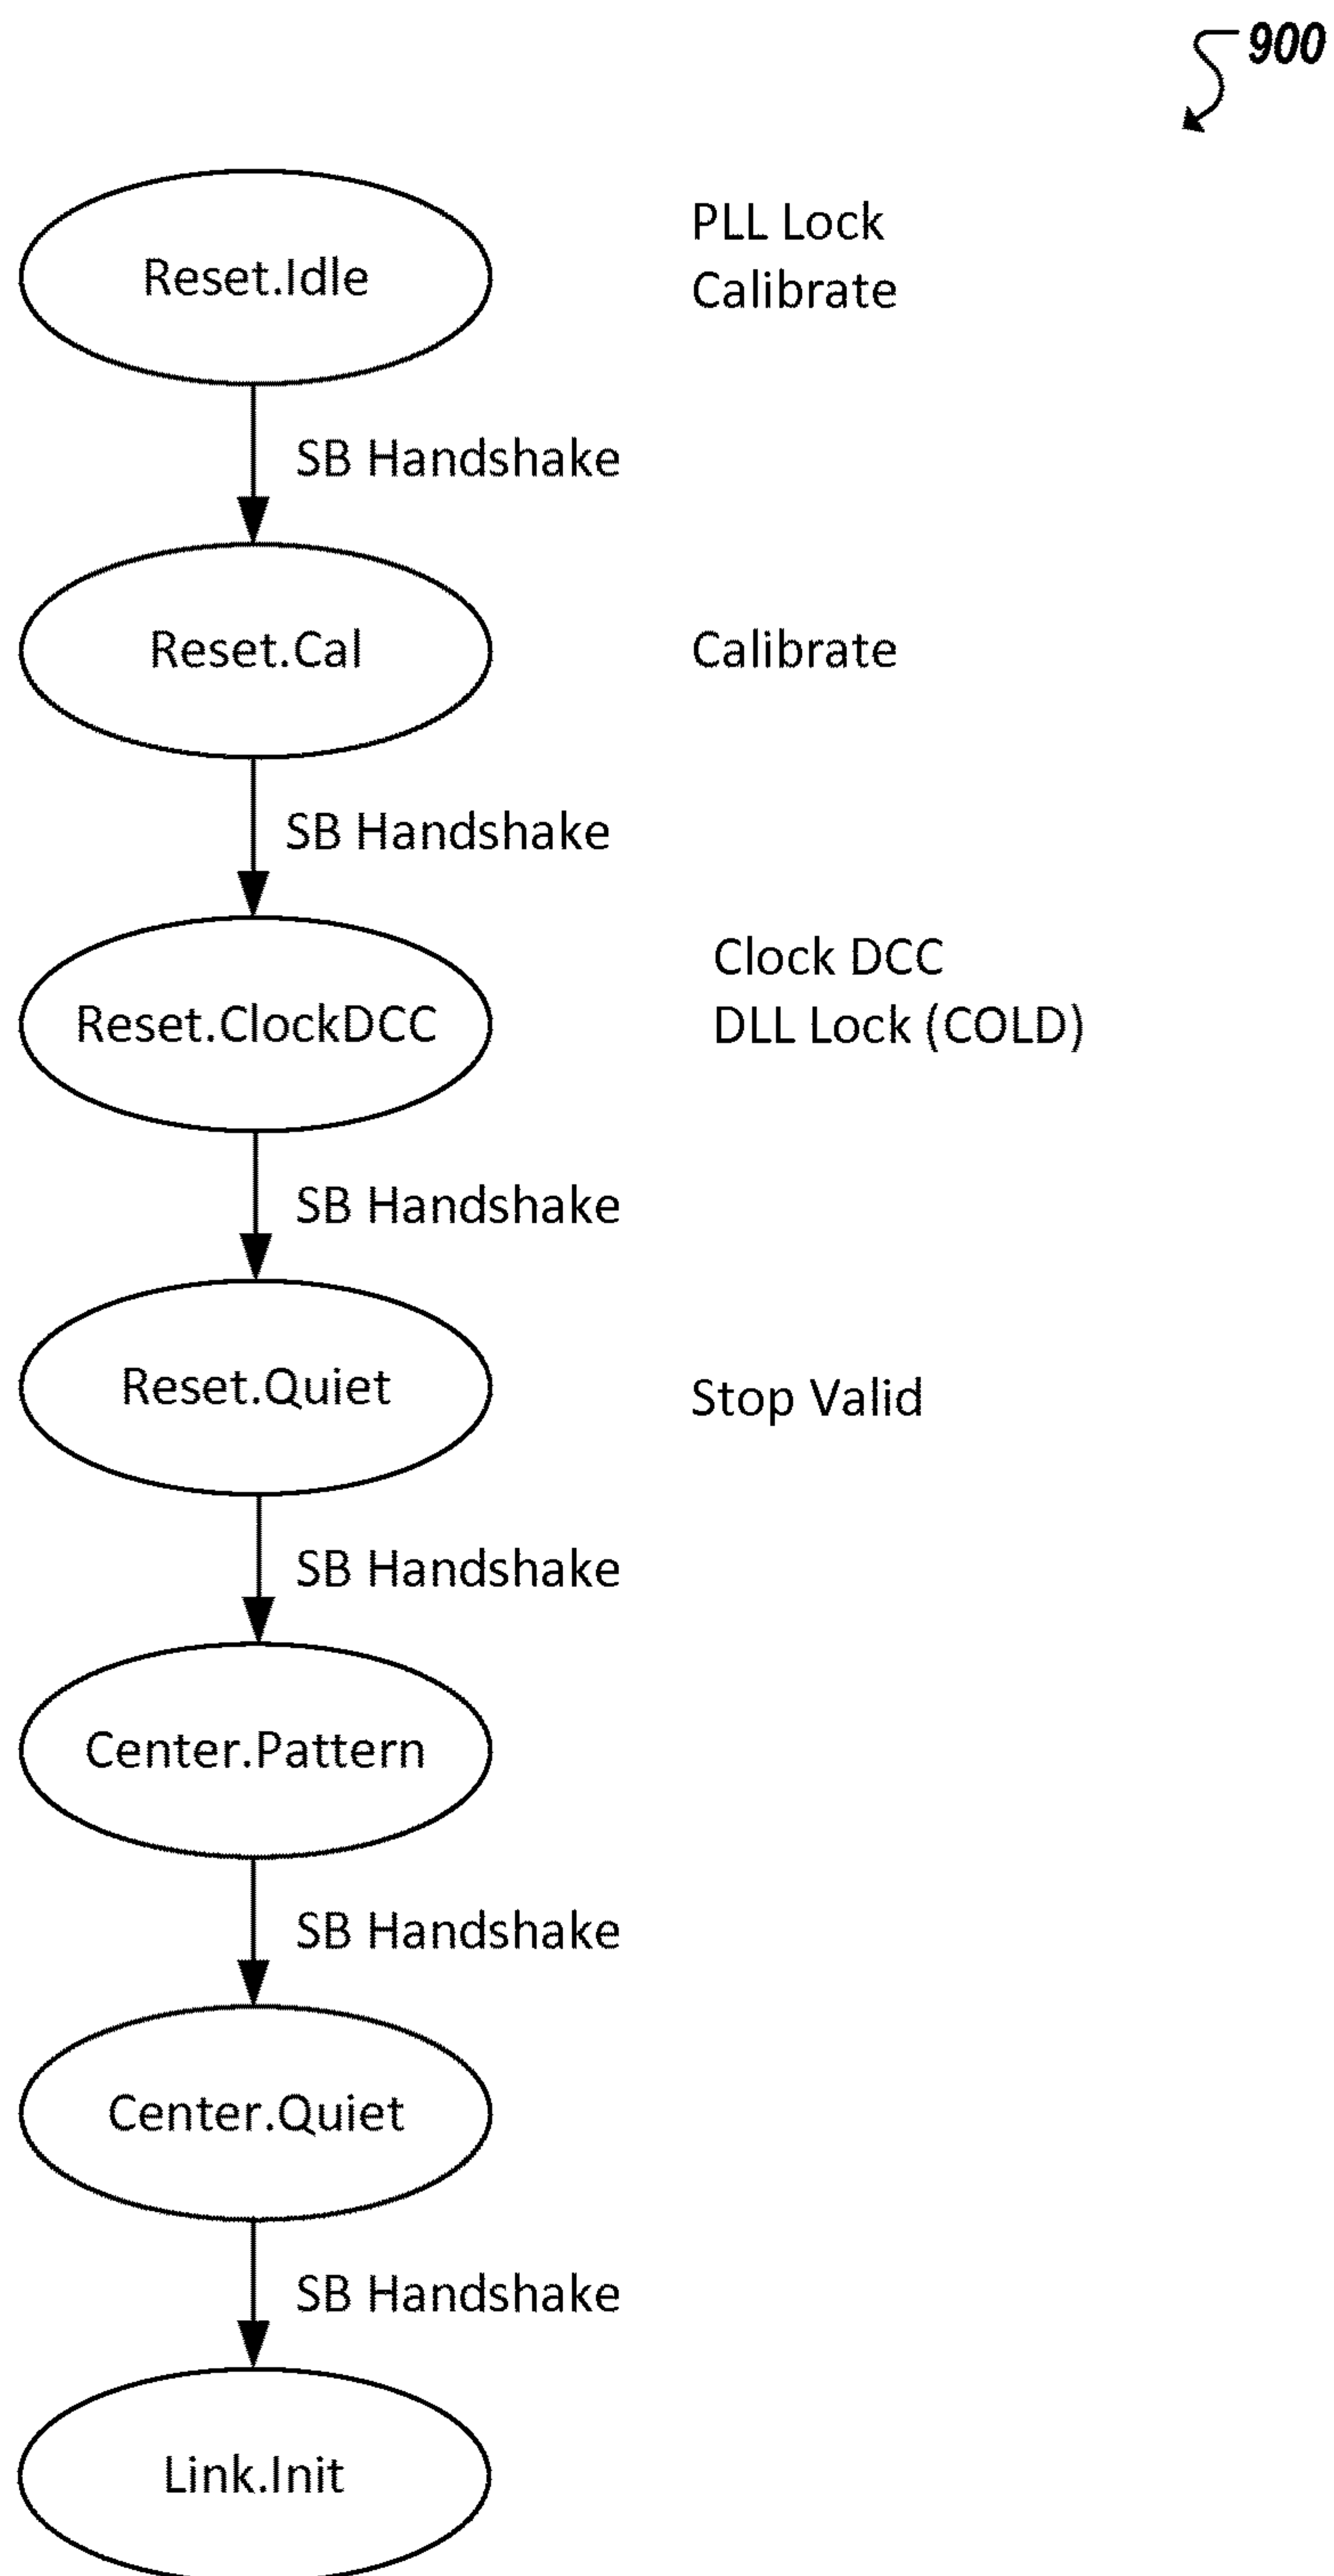 900
Reset.Idle
PLL Lock
Calibrate
SB Handshake
Reset.Cal
Calibrate
SB Handshake
Reset.ClockDCC
Clock DCC
DLL Lock (COLD)
SB Handshake
Reset.Quiet
Stop Valid
SB Handshake
Center.Pattern
SB Handshake
Center.Quiet
SB Handshake
Link.Init